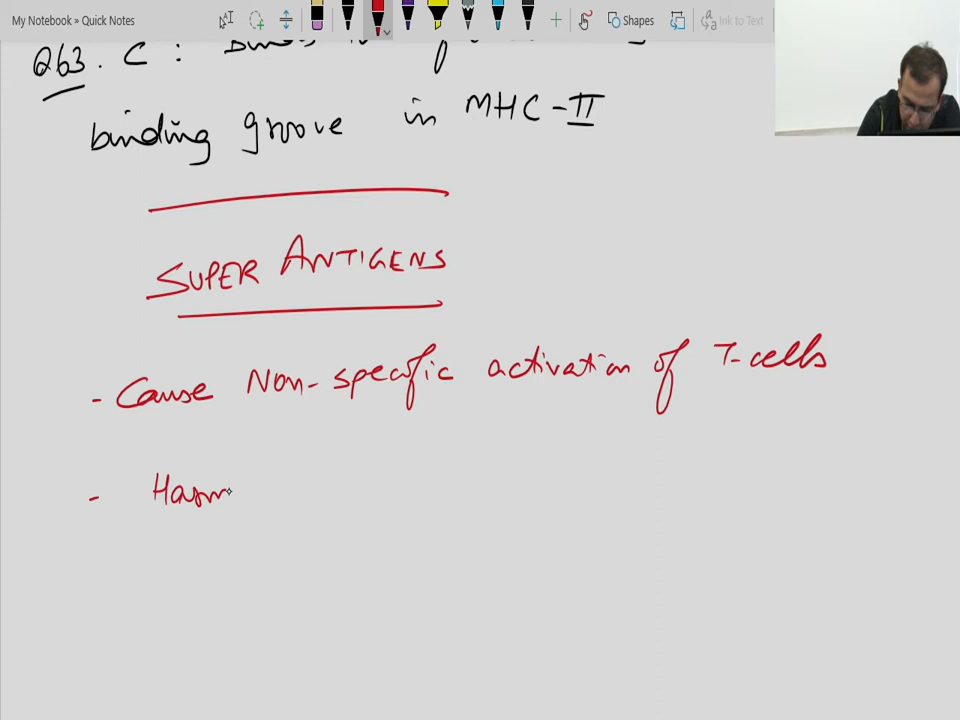 My Notebook » Quick Notes
Shapes
Ink to Text
Q63. C :
binding groove in MHC-II
SUPER ANTIGENS
- Cause Non-specific activation of T-cells
- Harm